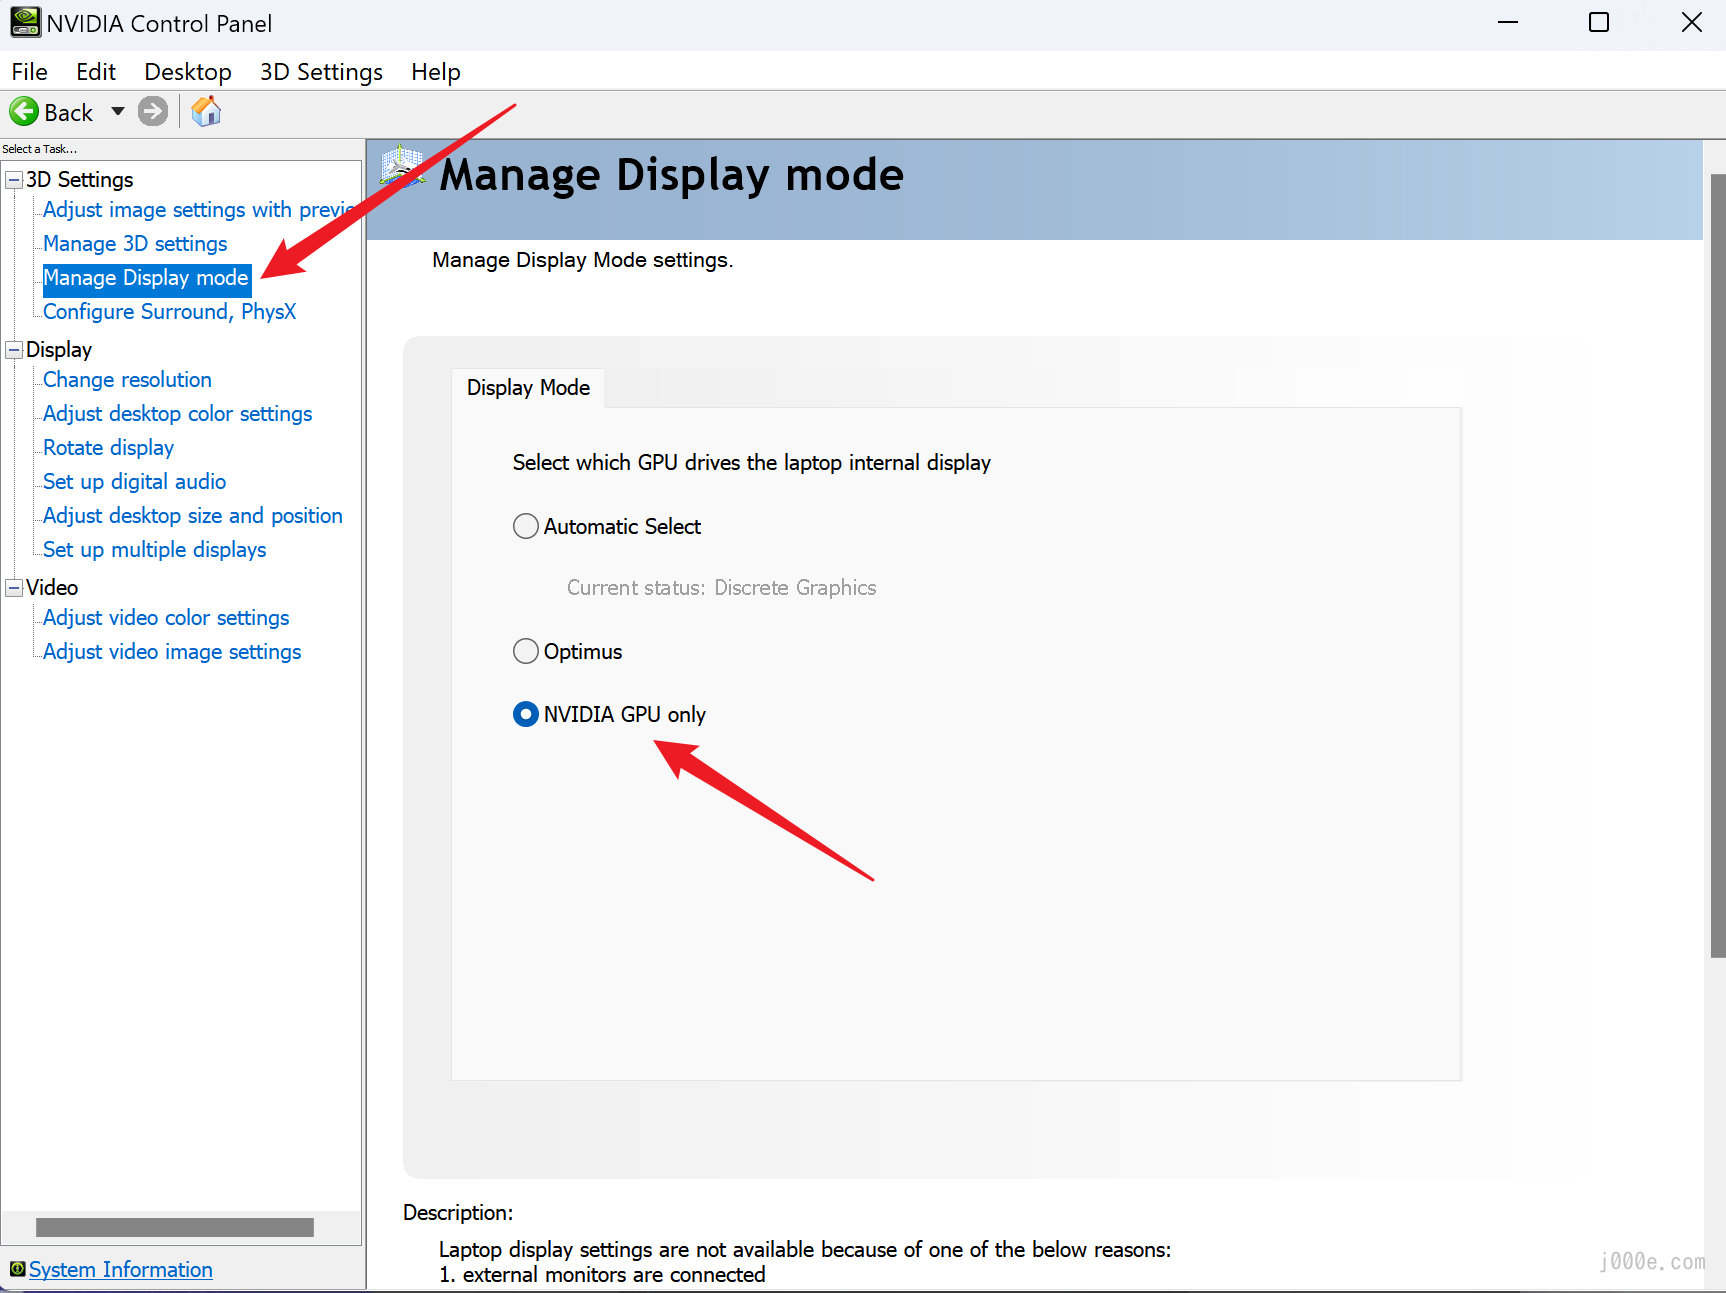 NVIDIA Control Panel
File Edit Desktop 3D Settings Help
Back
Select a Task...
3D Settings
Adjust image settings with previe
Manage 3D settings
Manage Display mode
Configure Surround, PhysX
Display
Change resolution
Adjust desktop color settings
Rotate display
Set up digital audio
Adjust desktop size and position
Set up multiple displays
Video
Adjust video color settings
Adjust video image settings
System Information
Manage Display mode
Manage Display Mode settings.
Display Mode
Select which GPU drives the laptop internal display
Automatic Select
Current status: Discrete Graphics
Optimus
NVIDIA GPU only
Description:
Laptop display settings are not available because of one of the below reasons:
1. external monitors are connected
j000e.com